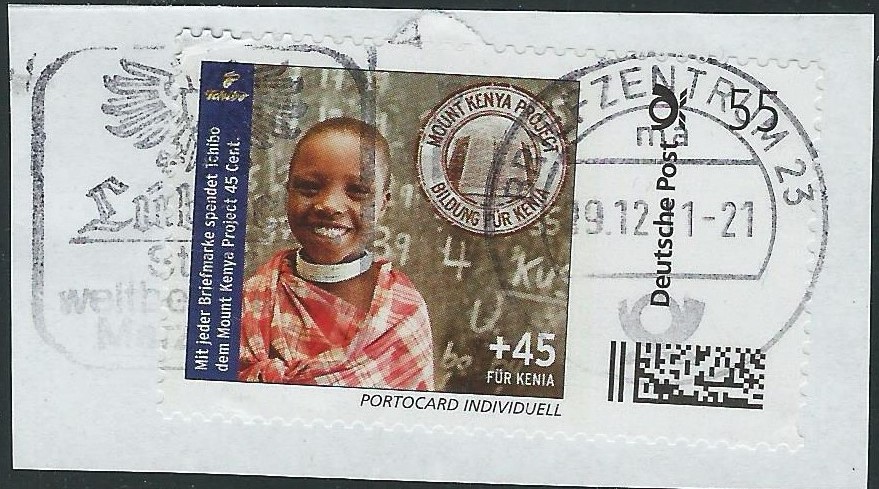 Tchibo
Mit jeder Briefmarke spendet Tchibo
dem Mount Kenya Project 45 Cent.
MOUNT KENYA PROJECT
BILDUNG FÜR KENIA
+45
FÜR KENIA
PORTOCARD INDIVIDUELL
Deutsche Post
55
ZENTRUM 23
-21